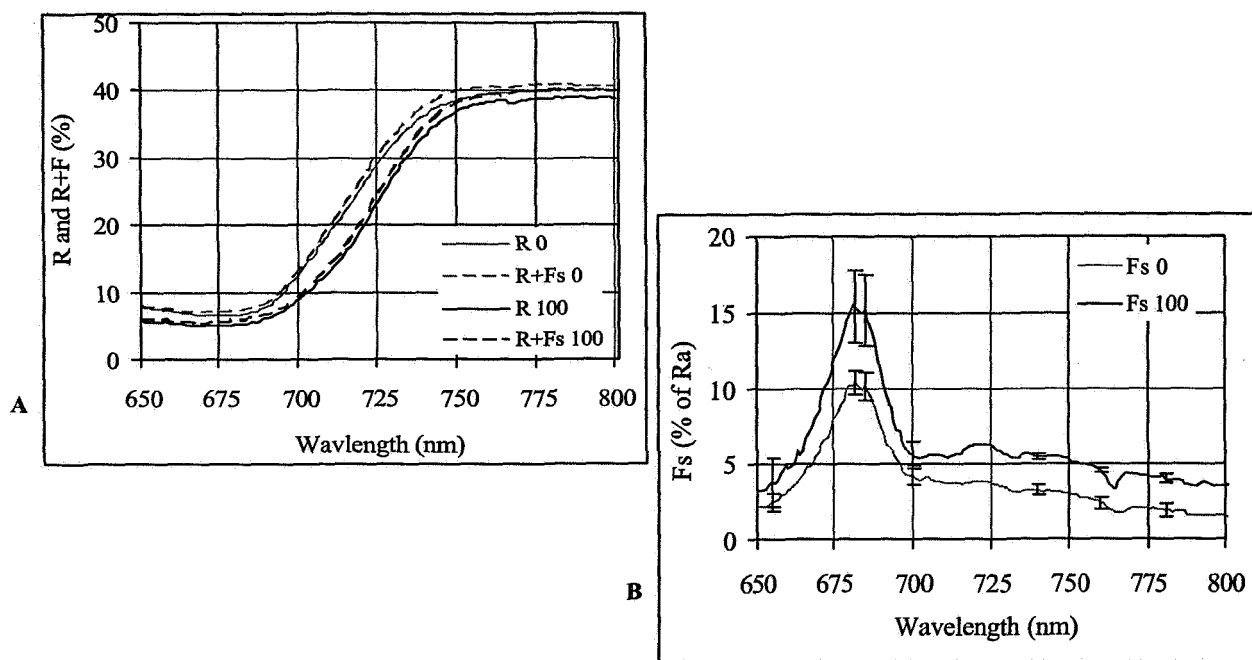 50
40
30
20
10
0
R and R+F (%)
R 0
R+Fs 0
R 100
R+Fs 100
650 675 700 725 750 775 800
Wavlength (nm)
A
20
15
10
5
0
Fs (% of Ra)
Fs 0
Fs 100
650 675 700 725 750 775 800
Wavelength (nm)
B